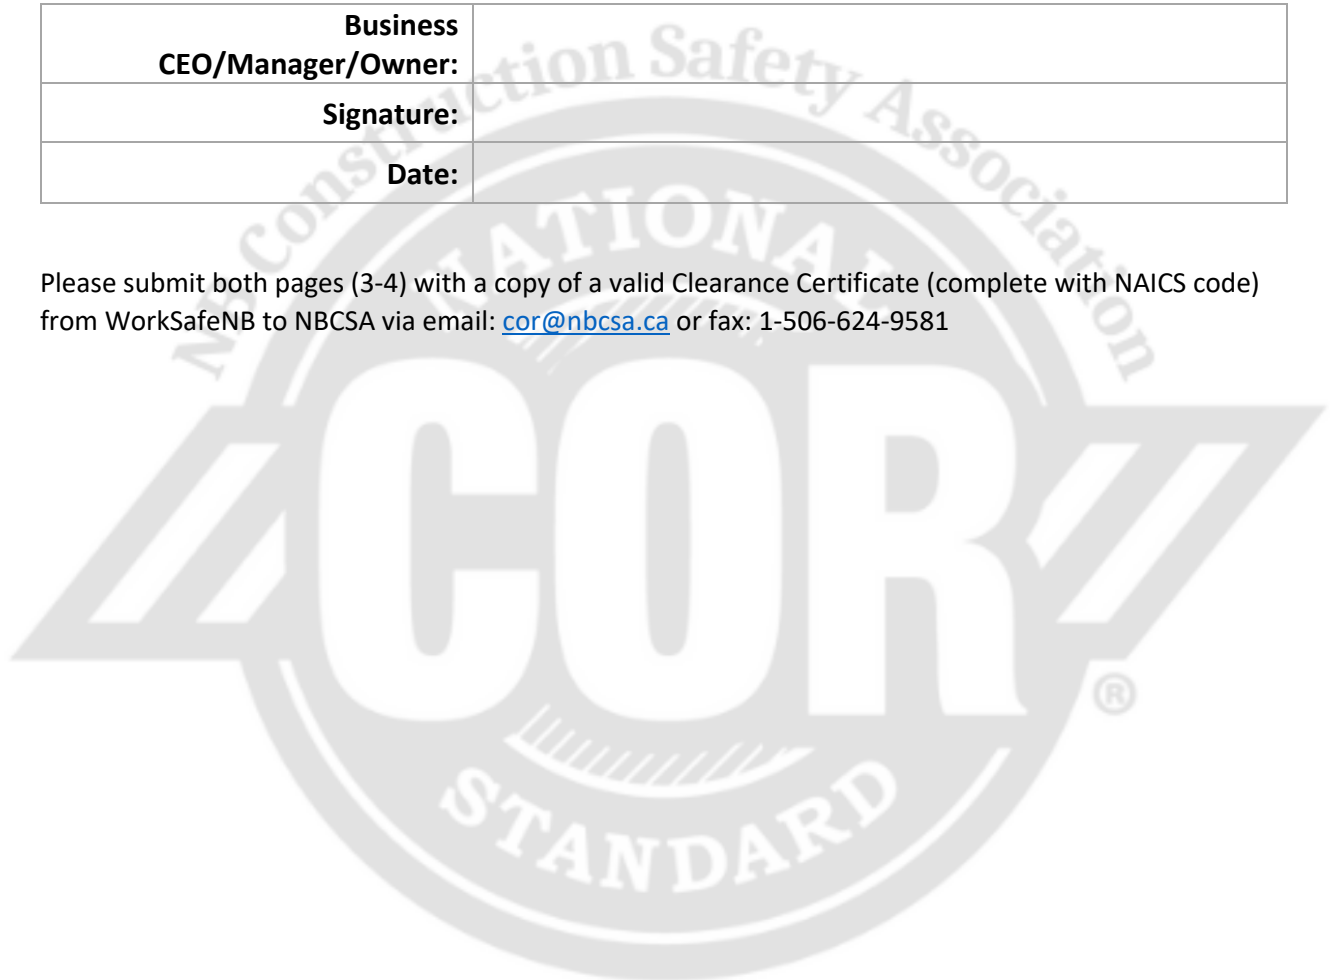 Business
CEO/Manager/Owner:
Signature:
Date:
Please submit both pages (3-4) with a copy of a valid Clearance Certificate (complete with NAICS code)
from WorkSafeNB to NBCSA via email: cor@nbcsa.ca or fax: 1-506-624-9581
NB Construction Safety Association
NATIONAL
COR
®
STANDARD